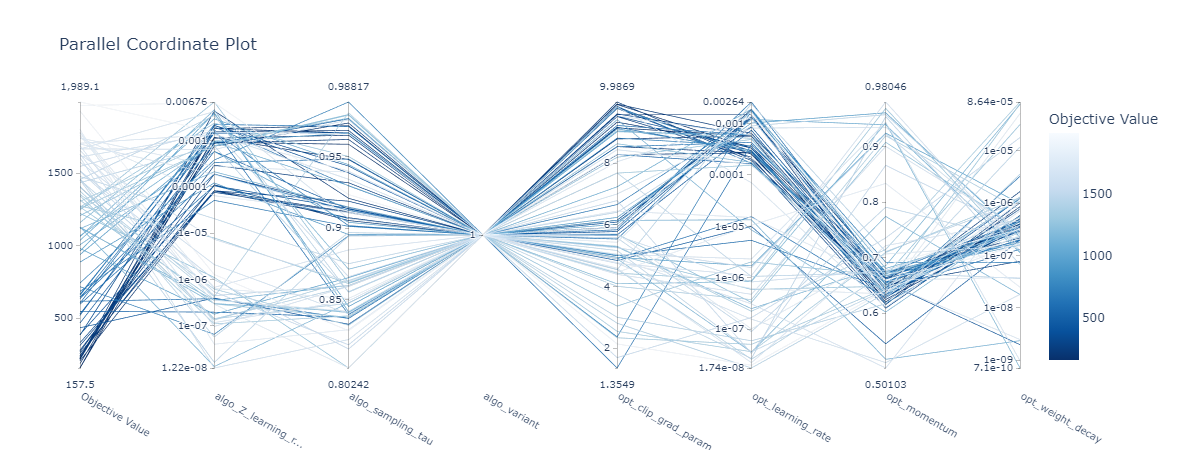 Parallel Coordinate Plot
1,989.1
1500
1000
500
157.5
Objective Value
0.00676
0.001
0.0001
1e-05
1e-06
1e-07
1.22e-08
algo_Z_learning_r...
0.98817
0.95
0.9
0.85
0.80242
algo_sampling_tau
1
algo_variant
9.9869
8
6
4
2
1.3549
opt_clip_grad_param
0.00264
0.001
0.0001
1e-05
1e-06
1e-07
1.74e-08
opt_learning_rate
0.98046
0.9
0.8
0.7
0.6
0.50103
opt_momentum
8.64e-05
1e-05
1e-06
1e-07
1e-08
1e-09
7.1e-10
opt_weight_decay
Objective Value
1500
1000
500